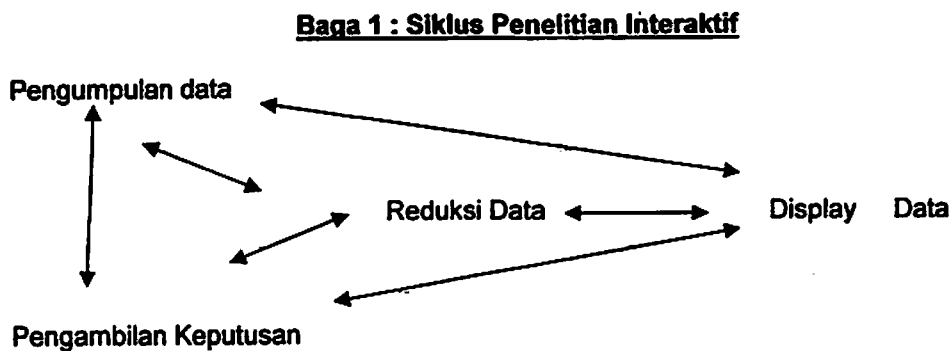 Baga 1 : Siklus Penelitian Interaktif
Pengumpulan data
Reduksi Data
Display Data
Pengambilan Keputusan